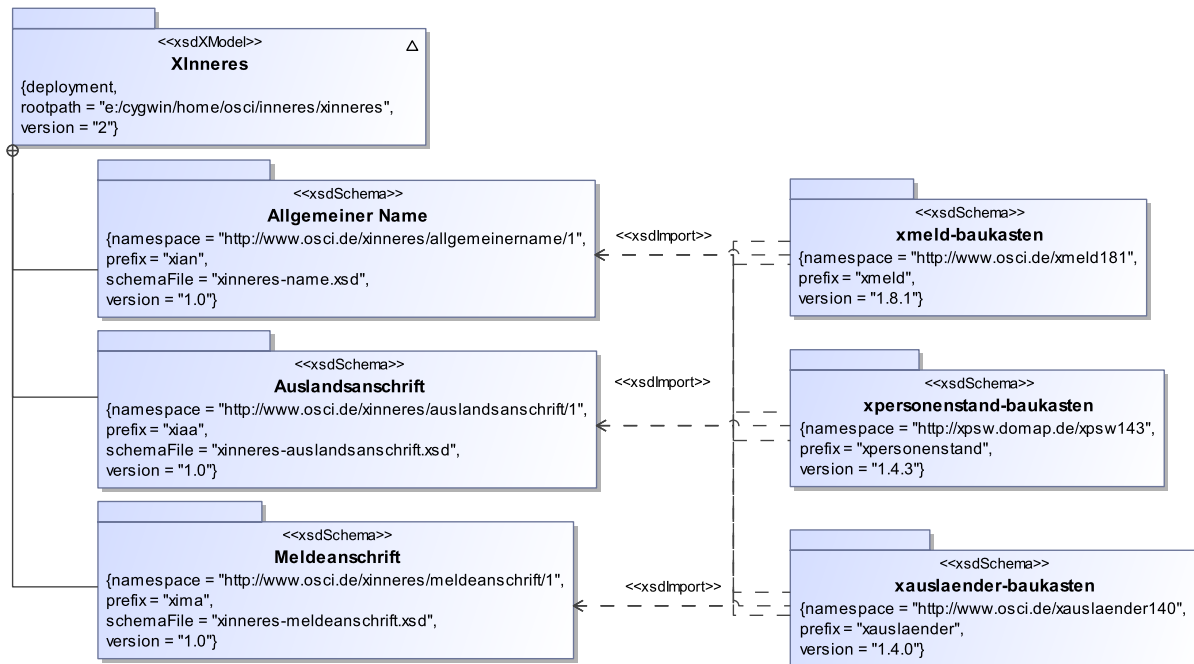 <<xsdXModel>>
XInneres
{deployment,
rootpath = "e:/cygwin/home/osci/inneres/xinneres",
version = "2"}
<<xsdSchema>>
Allgemeiner Name
{namespace = "http://www.osci.de/xinneres/allgemeinername/1",
prefix = "xian",
schemaFile = "xinneres-name.xsd",
version = "1.0"}
<<xsdImport>>
<<xsdSchema>>
xmeld-baukasten
{namespace = "http://www.osci.de/xmeld181",
prefix = "xmeld",
version = "1.8.1"}
<<xsdSchema>>
Auslandsanschrift
{namespace = "http://www.osci.de/xinneres/auslandsanschrift/1",
prefix = "xiaa",
schemaFile = "xinneres-auslandsanschrift.xsd",
version = "1.0"}
<<xsdImport>>
<<xsdSchema>>
xpersonenstand-baukasten
{namespace = "http://xpsw.domap.de/xpsw143",
prefix = "xpersonenstand",
version = "1.4.3"}
<<xsdSchema>>
Meldeanschrift
{namespace = "http://www.osci.de/xinneres/meldeanschrift/1",
prefix = "xima",
schemaFile = "xinneres-meldeanschrift.xsd",
version = "1.0"}
<<xsdImport>>
<<xsdSchema>>
xauslaender-baukasten
{namespace = "http://www.osci.de/xauslaender140",
prefix = "xauslaender",
version = "1.4.0"}